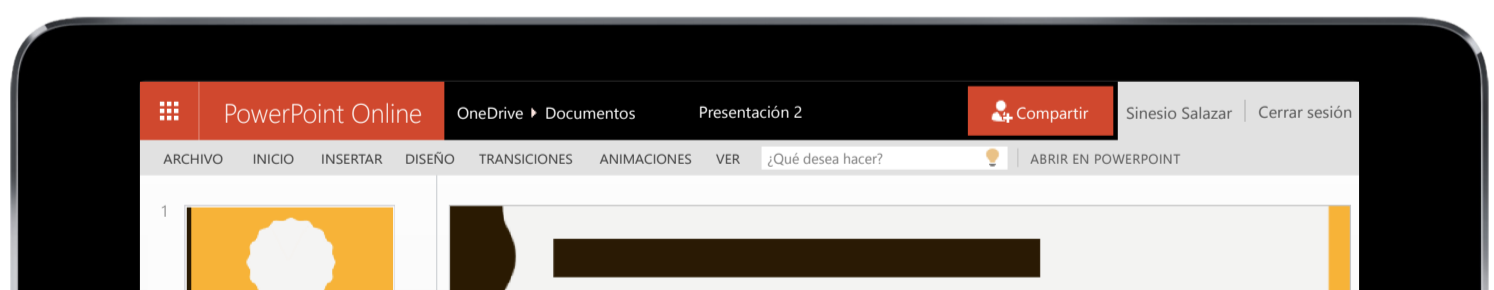 PowerPoint Online OneDrive Documentos Presentación 2 Compartir Sinesio Salazar Cerrar sesión
ARCHIVO INICIO INSERTAR DISEÑO TRANSICIONES ANIMACIONES VER ¿Qué desea hacer? ABRIR EN POWERPOINT
1